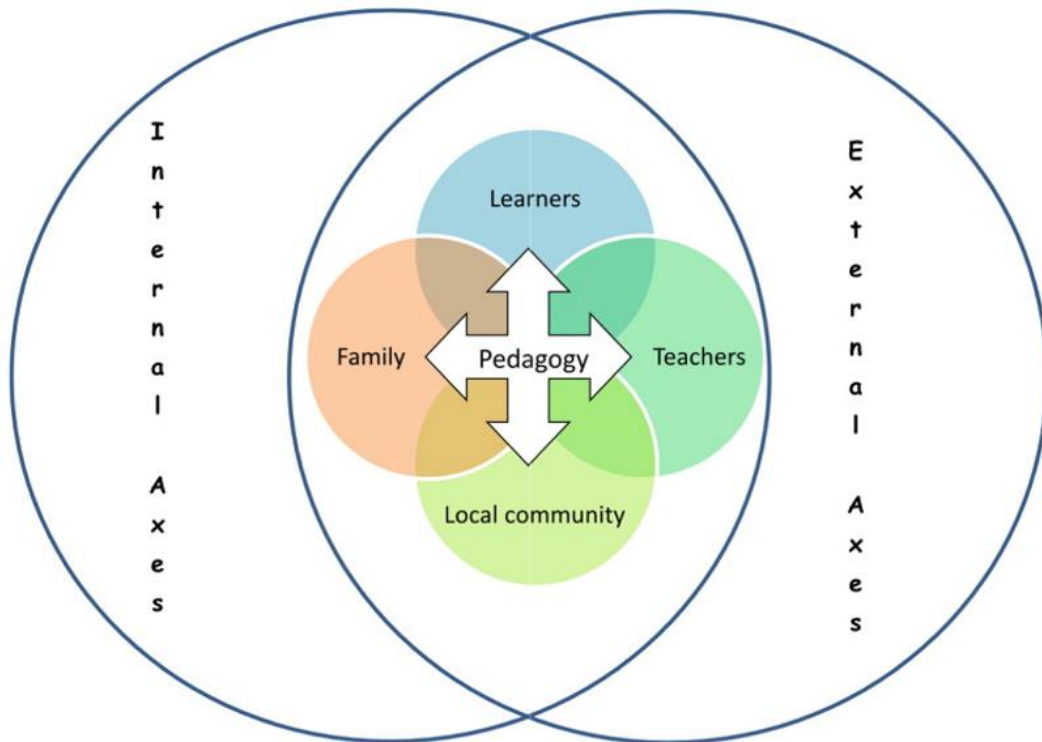 Internal Axes
Learners
Family
Pedagogy
Teachers
Local community
External Axes